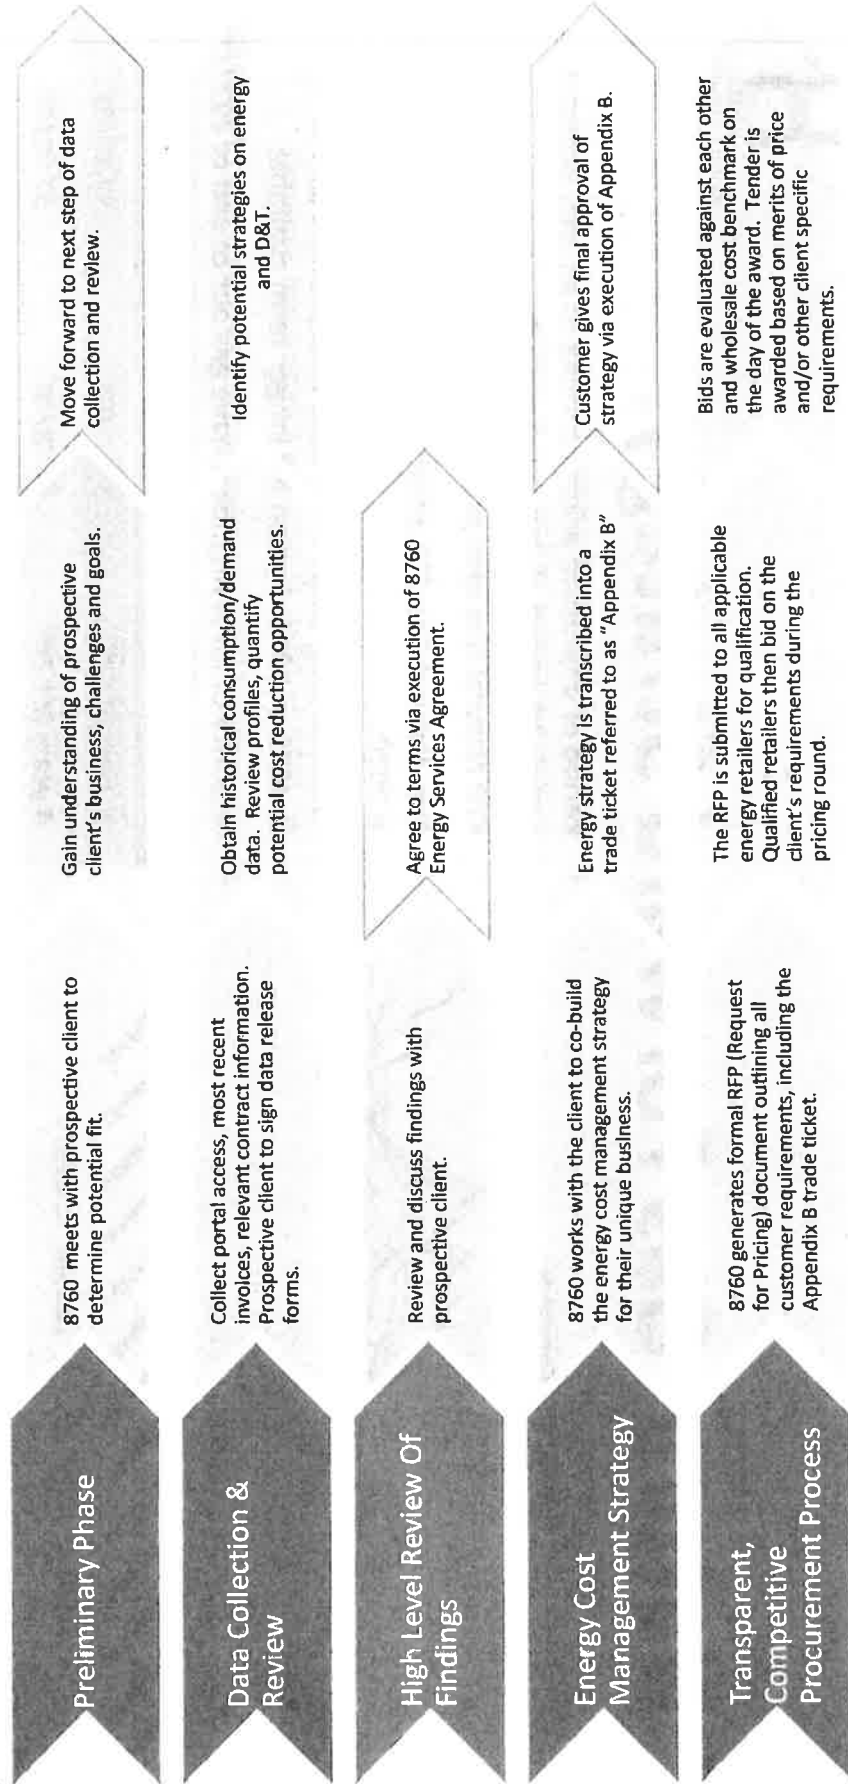 Preliminary Phase
8760 meets with prospective client to
determine potential fit.
Gain understanding of prospective
client's business, challenges and goals.
Move forward to next step of data
collection and review.
Data Collection &
Review
Collect portal access, most recent
invoices, relevant contract information.
Prospective client to sign data release
forms.
Obtain historical consumption/demand
data. Review profiles, quantify
potential cost reduction opportunities.
Identify potential strategies on energy
and D&T.
High Level Review Of
Findings
Review and discuss findings with
prospective client.
Agree to terms via execution of 8760
Energy Services Agreement.
Energy Cost
Management Strategy
8760 works with the client to co-build
the energy cost management strategy
for their unique business.
Energy strategy is transcribed into a
trade ticket referred to as "Appendix B"
Customer gives final approval of
strategy via execution of Appendix B.
Transparent,
Competitive
Procurement Process
8760 generates formal RFP (Request
for Pricing) document outlining all
customer requirements, including the
Appendix B trade ticket.
The RFP is submitted to all applicable
energy retailers for qualification.
Qualified retailers then bid on the
client's requirements during the
pricing round.
Bids are evaluated against each other
and wholesale cost benchmark on
the day of the award. Tender is
awarded based on merits of price
and/or other client specific
requirements.